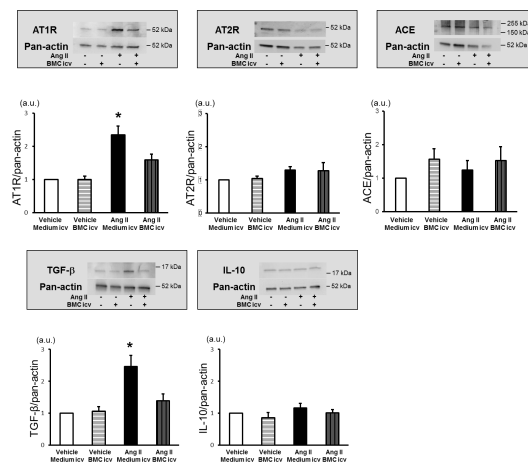 AT1R – 52 kDa
Pan-actin – 52 kDa
Ang II - - + +
BMC icv - + - +
AT2R – 52 kDa
Pan-actin – 52 kDa
Ang II - - + +
BMC icv - + - +
ACE – 255 kDa
– 150 kDa
Pan-actin – 52 kDa
Ang II - - + +
BMC icv - + - +
(a.u.)
AT1R/pan-actin
3
2
1
0
*
Vehicle Vehicle Ang II Ang II
Medium icv BMC icv Medium icv BMC icv
(a.u.)
AT2R/pan-actin
3
2
1
0
Vehicle Vehicle Ang II Ang II
Medium icv BMC icv Medium icv BMC icv
(a.u.)
ACE/pan-actin
3
2
1
0
Vehicle Vehicle Ang II Ang II
Medium icv BMC icv Medium icv BMC icv
TGF-β – 17 kDa
Pan-actin – 52 kDa
Ang II - - + +
BMC icv - + - +
IL-10 – 17 kDa
Pan-actin – 52 kDa
Ang II - - + +
BMC icv - + - +
(a.u.)
TGF-β/pan-actin
3
2
1
0
*
Vehicle Vehicle Ang II Ang II
Medium icv BMC icv Medium icv BMC icv
(a.u.)
IL-10/pan-actin
3
2
1
0
Vehicle Vehicle Ang II Ang II
Medium icv BMC icv Medium icv BMC icv